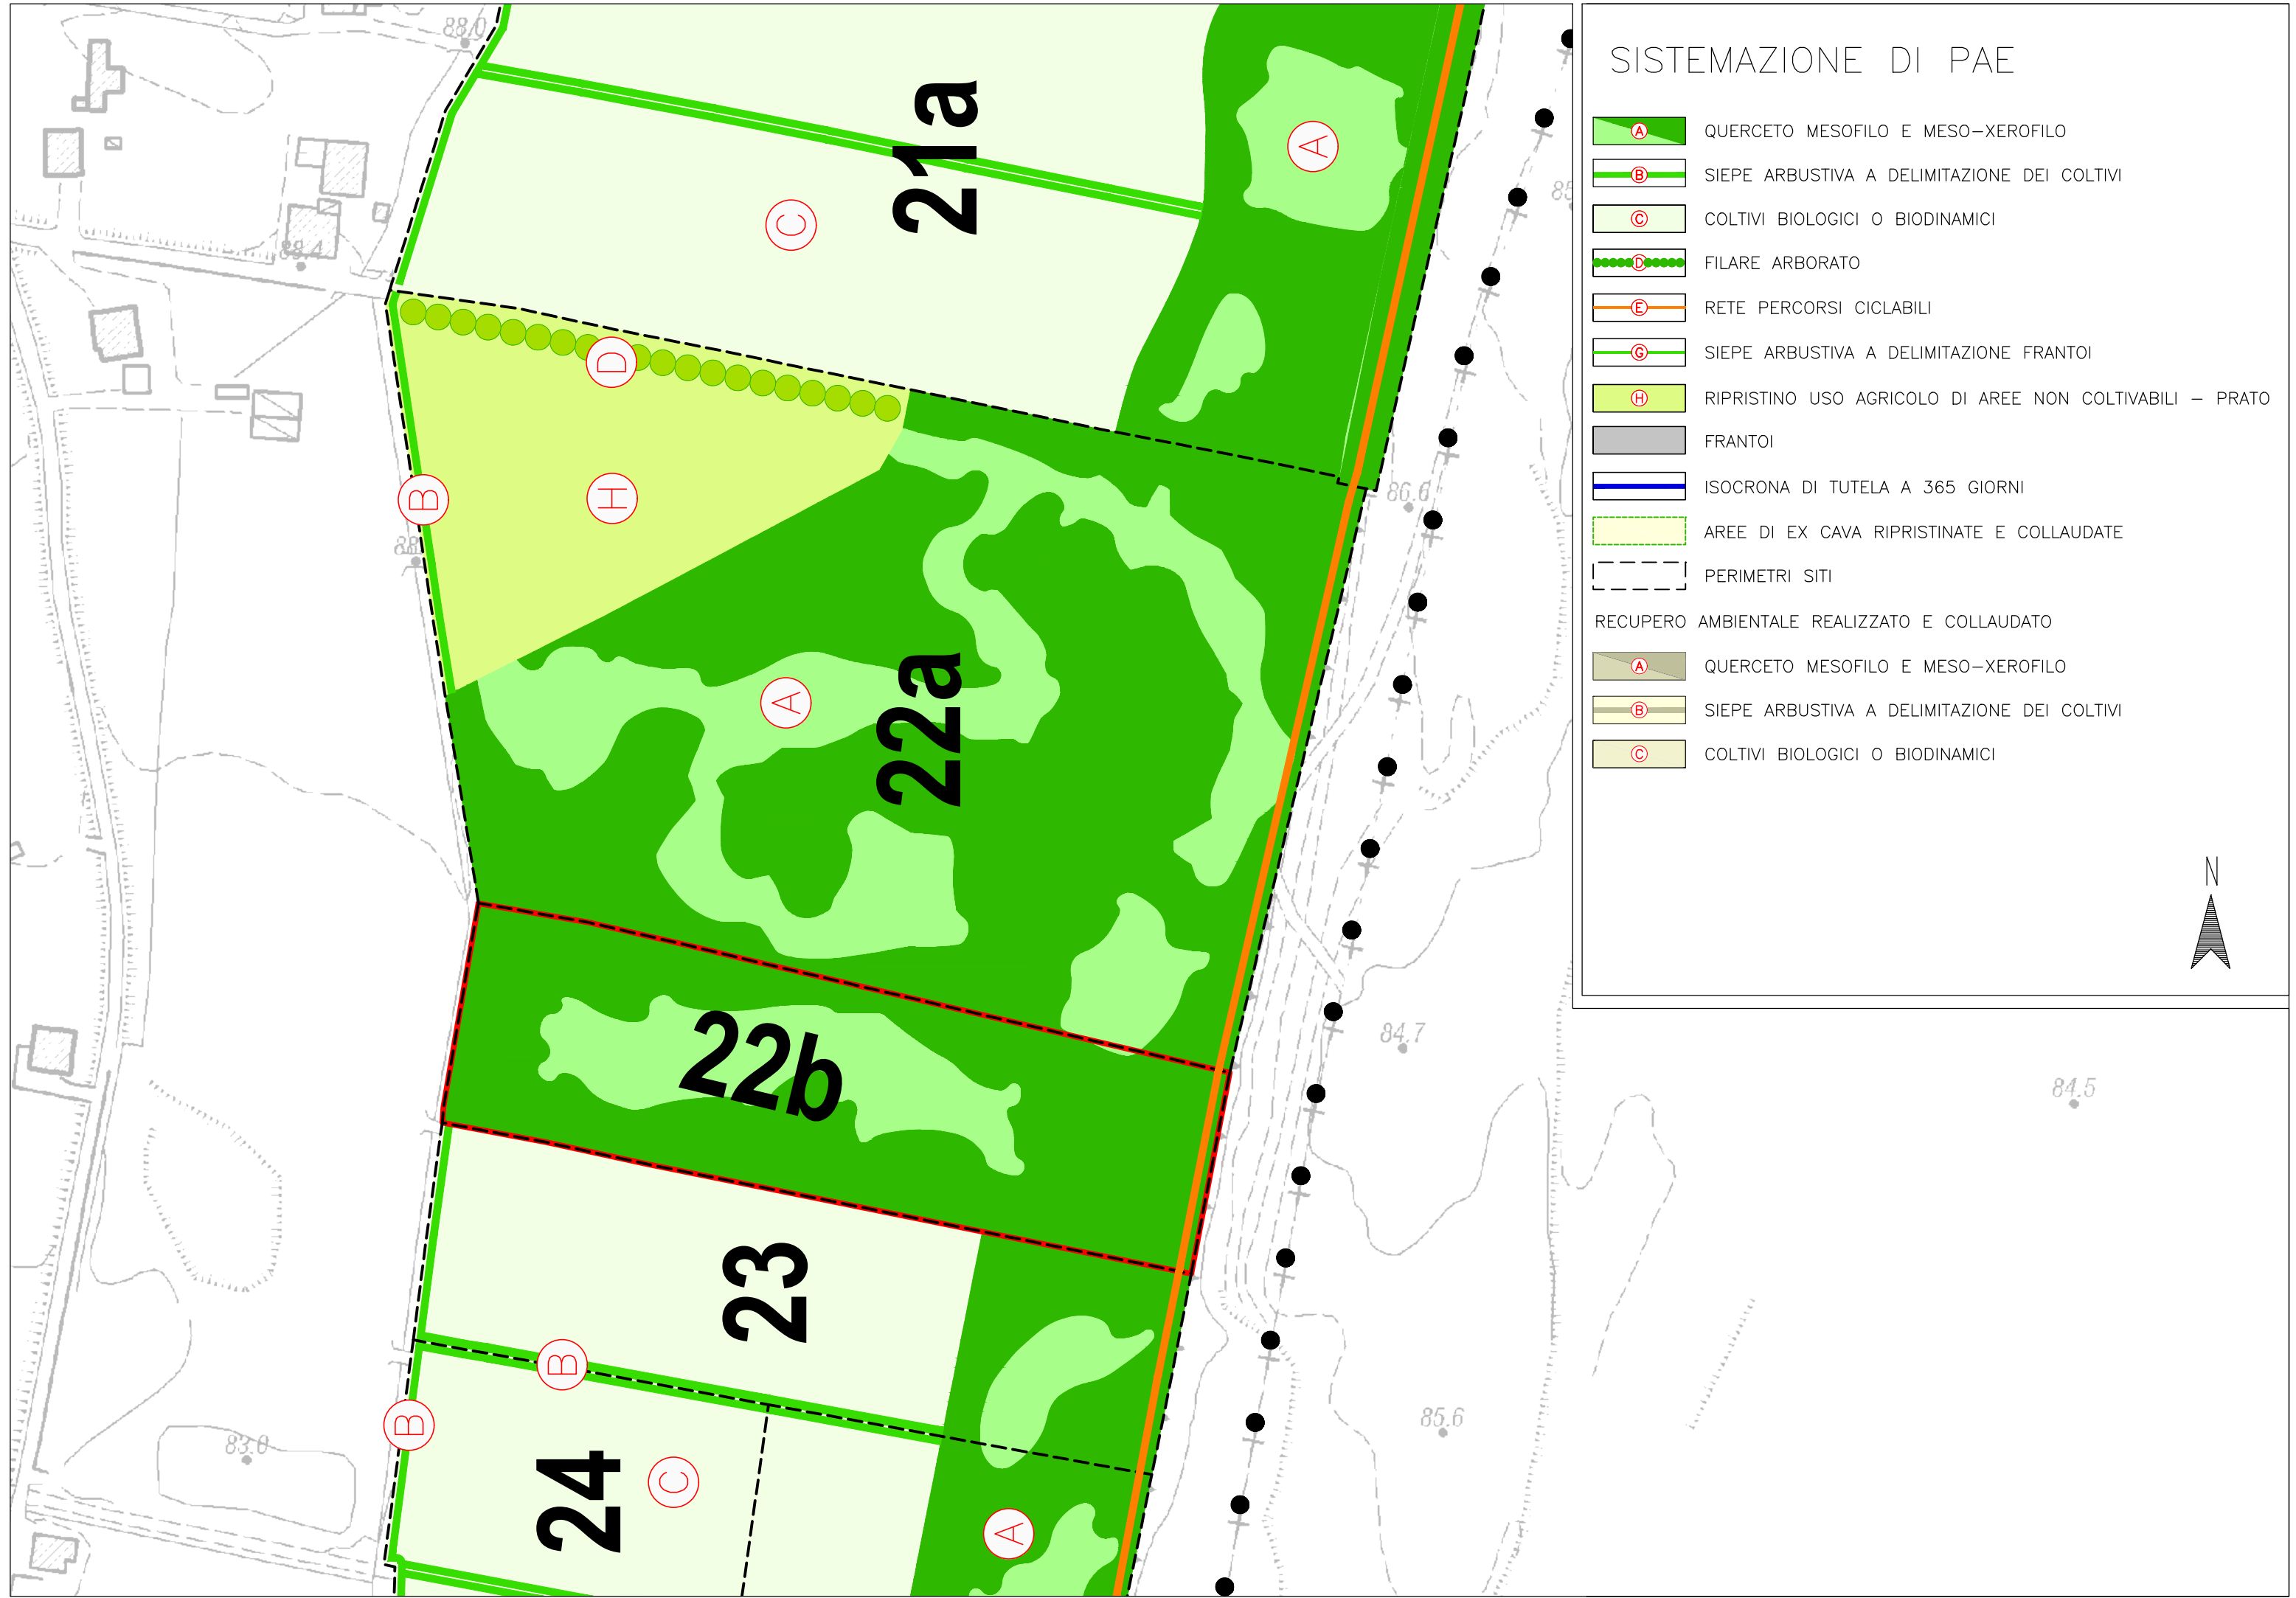 88.0
21a
A
C
85
88.4
D
B
H
86.6
88
22a
A
22b
84.7
84.5
23
B
B
85.6
24
C
83.0
A
SISTEMAZIONE DI PAE
A QUERCETO MESOFILO E MESO-XEROFILO
B SIEPE ARBUSTIVA A DELIMITAZIONE DEI COLTIVI
C COLTIVI BIOLOGICI O BIODINAMICI
D FILARE ARBORATO
E RETE PERCORSI CICLABILI
G SIEPE ARBUSTIVA A DELIMITAZIONE FRANTOI
H RIPRISTINO USO AGRICOLO DI AREE NON COLTIVABILI - PRATO
FRANTOI
ISOCRONA DI TUTELA A 365 GIORNI
AREE DI EX CAVA RIPRISTINATE E COLLAUDATE
PERIMETRI SITI
RECUPERO AMBIENTALE REALIZZATO E COLLAUDATO
A QUERCETO MESOFILO E MESO-XEROFILO
B SIEPE ARBUSTIVA A DELIMITAZIONE DEI COLTIVI
C COLTIVI BIOLOGICI O BIODINAMICI
N